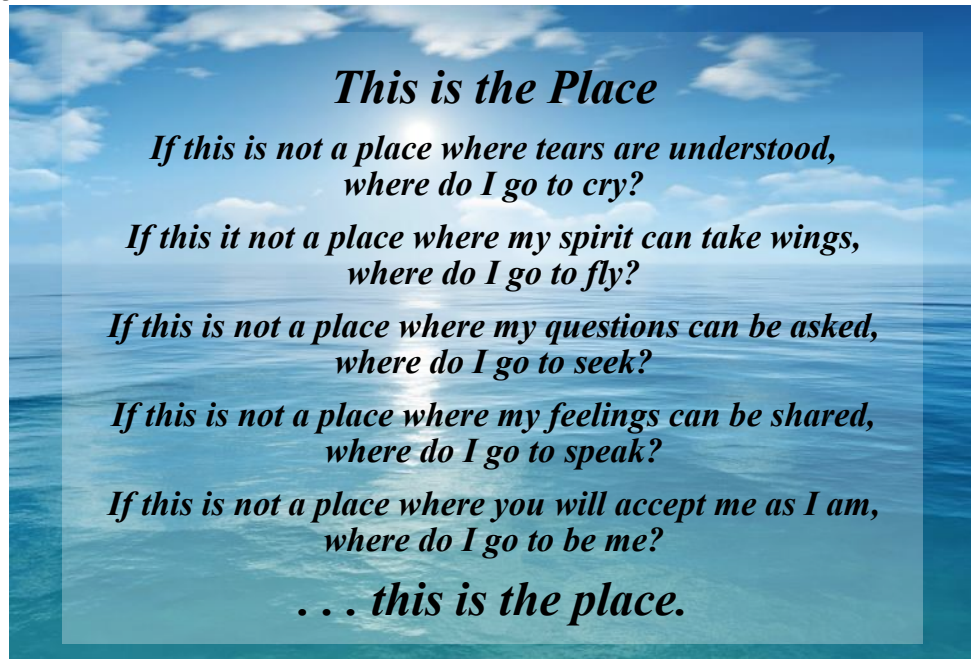 This is the Place
If this is not a place where tears are understood,
where do I go to cry?
If this it not a place where my spirit can take wings,
where do I go to fly?
If this is not a place where my questions can be asked,
where do I go to seek?
If this is not a place where my feelings can be shared,
where do I go to speak?
If this is not a place where you will accept me as I am,
where do I go to be me?
. . . this is the place.